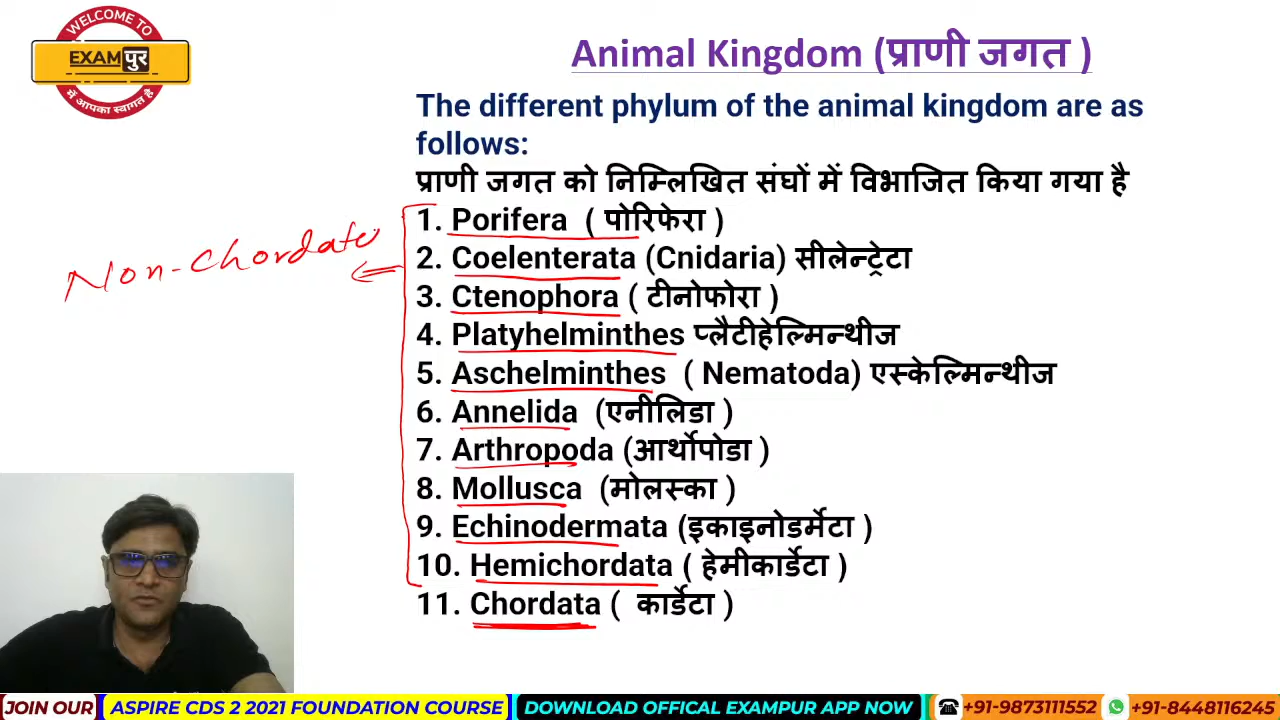 WELCOME TO
EXAMपुर
में आपका स्वागत है
Animal Kingdom (प्राणी जगत )
The different phylum of the animal kingdom are as
follows:
प्राणी जगत को निम्लिखित संघों में विभाजित किया गया है
1. Porifera ( पोरिफेरा )
2. Coelenterata (Cnidaria) सीलेन्ट्रेटा
3. Ctenophora ( टीनोफोरा )
4. Platyhelminthes प्लैटीहेल्मिन्थीज
5. Aschelminthes ( Nematoda) एस्केल्मिन्थीज
6. Annelida (एनीलिडा )
7. Arthropoda (आर्थोपोडा )
8. Mollusca (मोलस्का )
9. Echinodermata (इकाइनोडर्मेटा )
10. Hemichordata ( हेमीकार्डेटा )
11. Chordata ( कार्डेटा )
Non-Chordate
JOIN OUR ASPIRE CDS 2 2021 FOUNDATION COURSE DOWNLOAD OFFICAL EXAMPUR APP NOW +91-9873111552 +91-8448116245